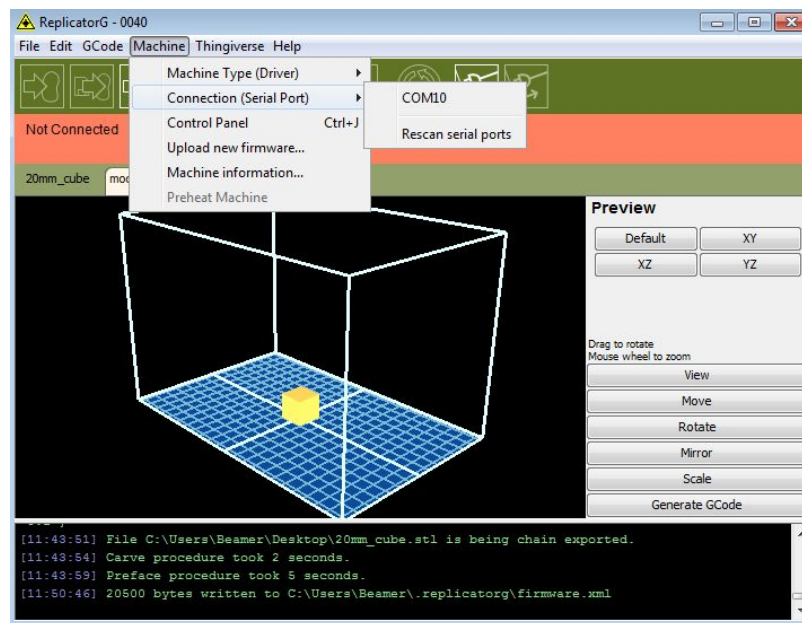 ReplicatorG - 0040
File Edit GCode Machine Thingiverse Help
Machine Type (Driver)
Connection (Serial Port)
COM10
Control Panel Ctrl+J
Rescan serial ports
Not Connected
Upload new firmware...
Machine information...
Preheat Machine
20mm_cube
Preview
Default XY
XZ YZ
Drag to rotate
Mouse wheel to zoom
View
Move
Rotate
Mirror
Scale
Generate GCode
[11:43:51] File C:\Users\Beamer\Desktop\20mm_cube.stl is being chain exported.
[11:43:54] Carve procedure took 2 seconds.
[11:43:59] Preface procedure took 5 seconds.
[11:50:46] 20500 bytes written to C:\Users\Beamer\.replicatorg\firmware.xml